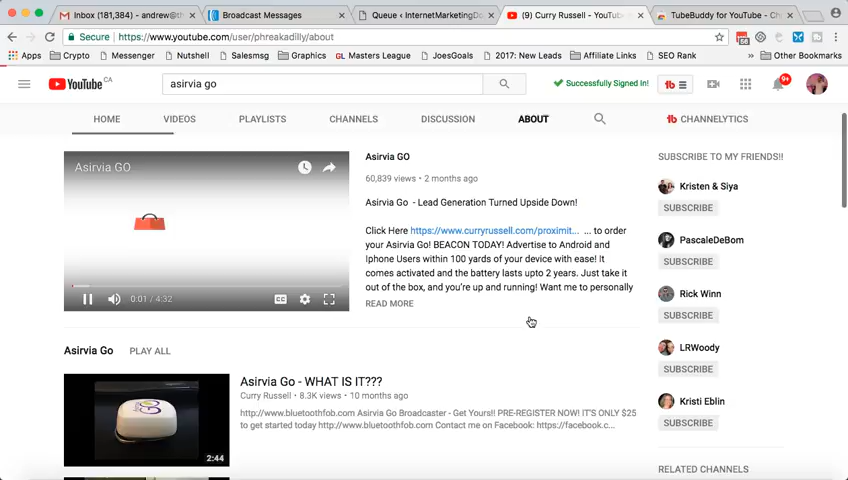 Inbox (181,384) - andrew@th
Broadcast Messages
Queue ‹ InternetMarketingDo
(9) Curry Russell - YouTube
TubeBuddy for YouTube - Ch
Secure
https://www.youtube.com/user/phreakadilly/about
Apps Crypto Messenger Nutshell Salesmsg Graphics GL Masters League JoesGoals 2017: New Leads Affiliate Links SEO Rank » Other Bookmarks
YouTube CA
asirvia go
Successfully Signed In!
tb
9+
HOME VIDEOS PLAYLISTS CHANNELS DISCUSSION ABOUT tb CHANNELYTICS
Asirvia GO
0:01 / 4:32
CC
Asirvia GO
60,839 views • 2 months ago
Asirvia GO - Lead Generation Turned Upside Down!
Click Here https://www.curryrussell.com/proximit... ... to order
your Asirvia Go! BEACON TODAY! Advertise to Android and
Iphone Users within 100 yards of your device with ease! It
comes activated and the battery lasts upto 2 years. Just take it
out of the box, and you're up and running! Want me to personally
READ MORE
Asirvia Go PLAY ALL
GO
2:44
Asirvia Go - WHAT IS IT???
Curry Russell • 8.3K views • 10 months ago
http://www.bluetoothfob.com Asirvia Go Broadcaster - Get Yours!! PRE-REGISTER NOW! IT'S ONLY $25
to get started today http://www.bluetoothfob.com Contact me on Facebook: https://facebook.c...
SUBSCRIBE TO MY FRIENDS!!
Kristen & Siya
SUBSCRIBE
PascaleDeBom
SUBSCRIBE
Rick Winn
SUBSCRIBE
LRWoody
SUBSCRIBE
Kristi Eblin
SUBSCRIBE
RELATED CHANNELS